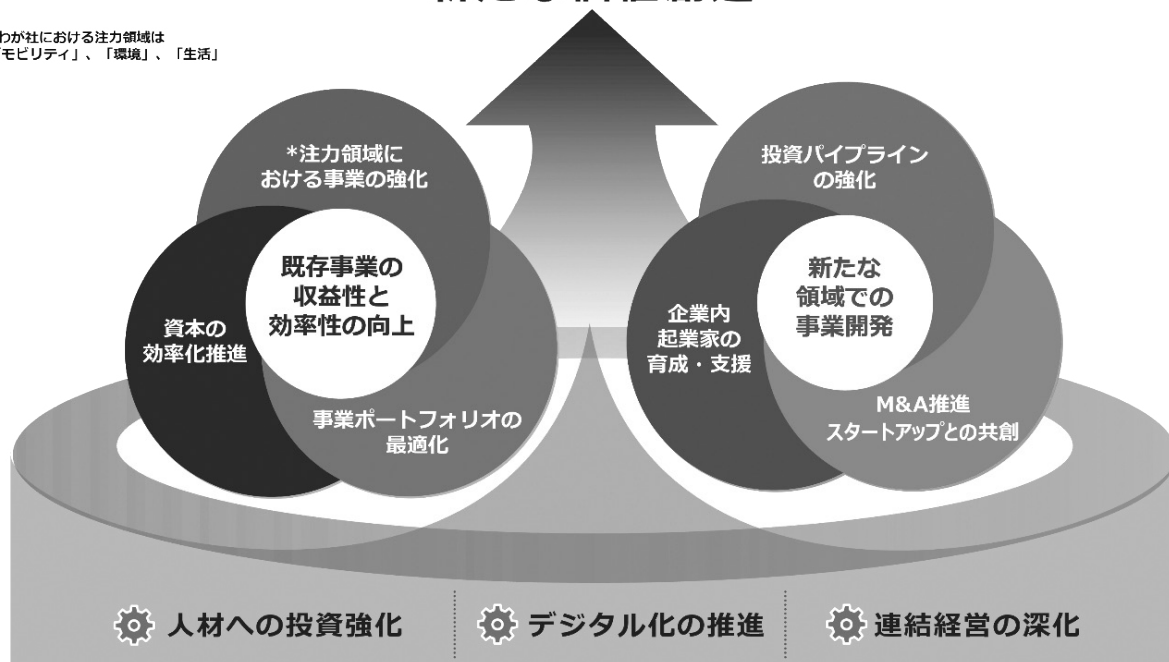 わが社における注力領域は
「モビリティ」、「環境」、「生活」
*注力領域に
おける事業の強化
既存事業の
収益性と
効率性の向上
資本の
効率化推進
事業ポートフォリオの
最適化
投資パイプライン
の強化
新たな
領域での
事業開発
企業内
起業家の
育成・支援
M&A推進
スタートアップとの共創
人材への投資強化
デジタル化の推進
連結経営の深化